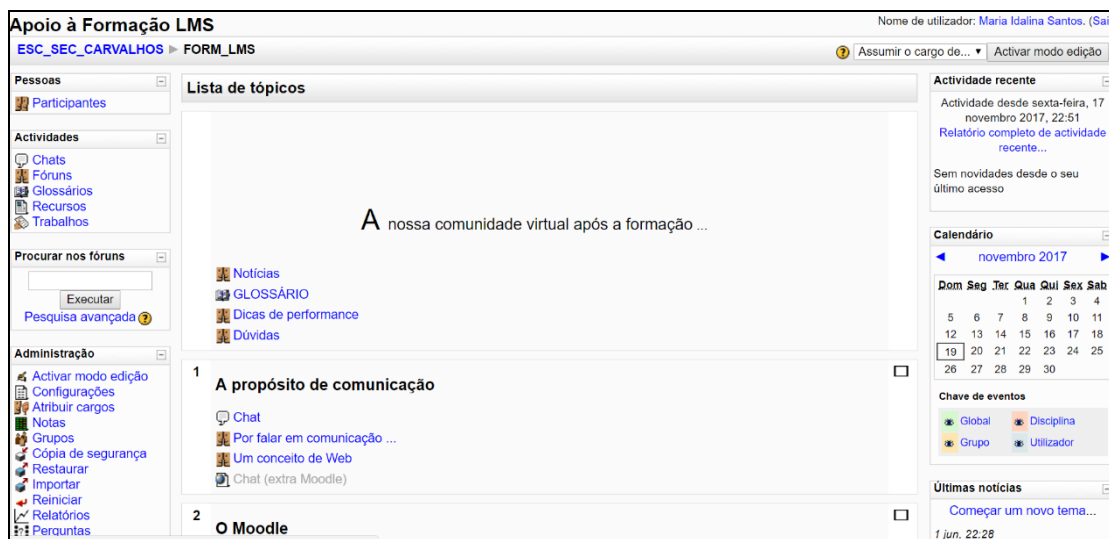 Apoio à Formação LMS
Nome de utilizador: Maria Idalina Santos. (Sai
ESC_SEC_CARVALHOS ► FORM_LMS
Assumir o cargo de...
Activar modo edição
Pessoas
Participantes
Actividades
Chats
Fóruns
Glossários
Recursos
Trabalhos
Procurar nos fóruns
Executar
Pesquisa avançada
Administração
Activar modo edição
Configurações
Atribuir cargos
Notas
Grupos
Cópia de segurança
Restaurar
Importar
Reiniciar
Relatórios
Perguntas
Lista de tópicos
A nossa comunidade virtual após a formação ...
Notícias
GLOSSÁRIO
Dicas de performance
Dúvidas
1
A propósito de comunicação
Chat
Por falar em comunicação ...
Um conceito de Web
Chat (extra Moodle)
2
O Moodle
Actividade recente
Actividade desde sexta-feira, 17
novembro 2017, 22:51
Relatório completo de actividade
recente...
Sem novidades desde o seu
último acesso
Calendário
◄ novembro 2017 ►
Dom Seg Ter Qua Qui Sex Sab
1 2 3 4
5 6 7 8 9 10 11
12 13 14 15 16 17 18
19 20 21 22 23 24 25
26 27 28 29 30
Chave de eventos
Global Disciplina
Grupo Utilizador
Últimas notícias
Começar um novo tema...
1 jun. 22:28